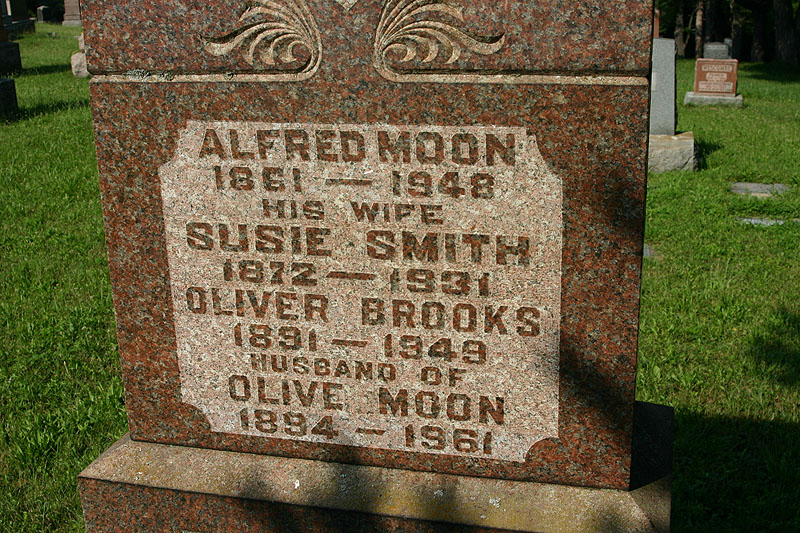 ALFRED MOON
1861 — 1948
HIS WIFE
SUSIE SMITH
1872 — 1931
OLIVER BROOKS
1891 — 1949
HUSBAND OF
OLIVE MOON
1894 — 1961